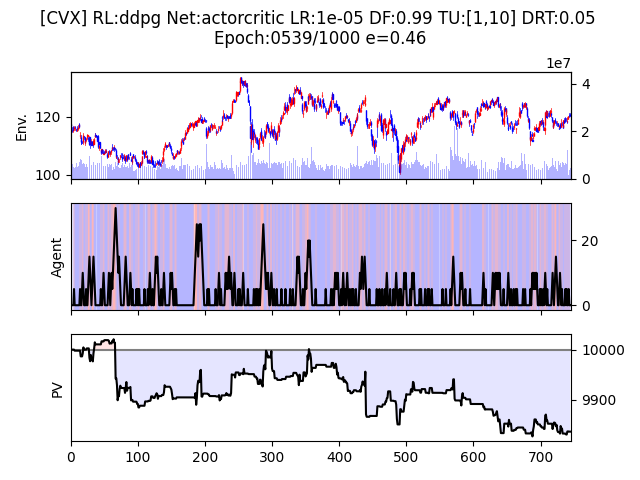 [CVX] RL:ddpg Net:actorcritic LR:1e-05 DF:0.99 TU:[1,10] DRT:0.05
Epoch:0539/1000 e=0.46
1e7
Env.
120
100
4
2
0
Agent
20
0
PV
10000
9900
0 100 200 300 400 500 600 700